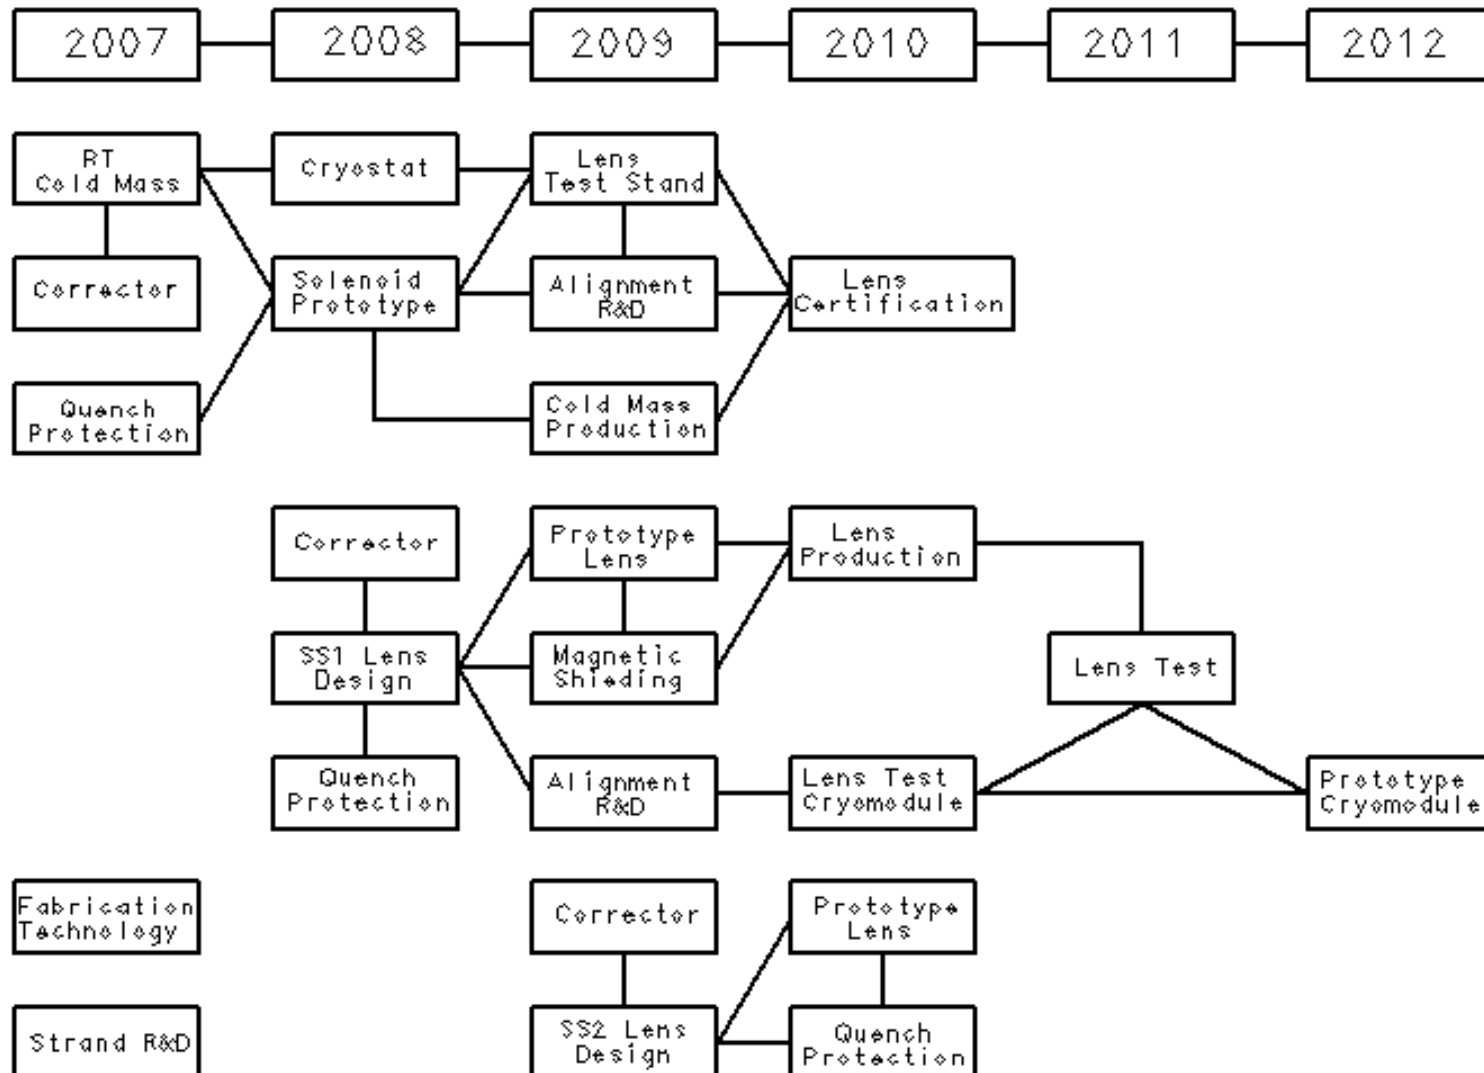 2007
2008
2009
2010
2011
2012
RT
Cold Mass
Cryostat
Lens
Test Stand
Corrector
Solenoid
Prototype
Alignment
R&D
Lens
Certification
Quench
Protection
Cold Mass
Production
Corrector
Prototype
Lens
Lens
Production
SS1 Lens
Design
Magnetic
Shieding
Lens Test
Quench
Protection
Alignment
R&D
Lens Test
Cryomodule
Prototype
Cryomodule
Fabrication
Technology
Corrector
Prototype
Lens
Strand R&D
SS2 Lens
Design
Quench
Protection